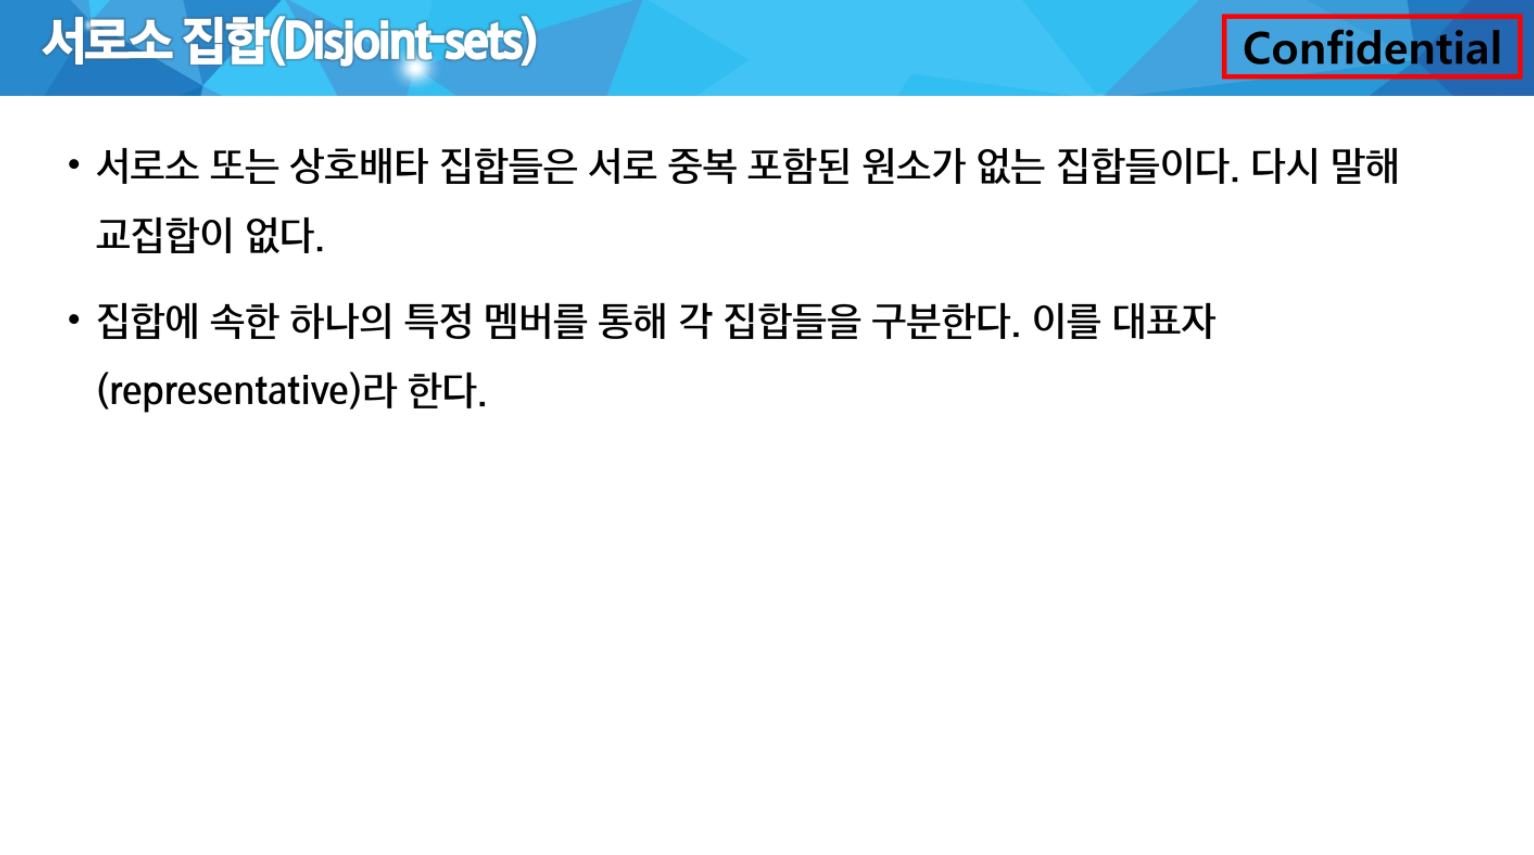 서로소 집합(Disjoint-sets)
Confidential
• 서로소 또는 상호배타 집합들은 서로 중복 포함된 원소가 없는 집합들이다. 다시 말해
교집합이 없다.
• 집합에 속한 하나의 특정 멤버를 통해 각 집합들을 구분한다. 이를 대표자
(representative)라 한다.